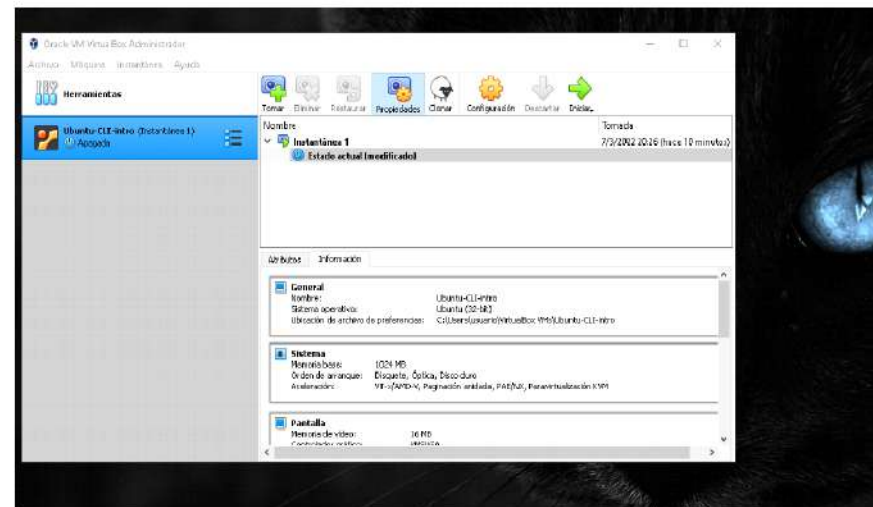 Oracle VM VirtualBox Administrador
Archivo Máquina Instantánea Ayuda
Herramientas
Tomar Eliminar Restaurar Propiedades Clonar Configuración Descartar Iniciar
Ubuntu-CLI-intro (Instantánea 1)
Apagada
Nombre Tomada
Instantánea 1 7/3/2022 20:26 (hace 10 minutos)
Estado actual (modificado)
Atributos Información
General
Nombre: Ubuntu-CLI-intro
Sistema operativo: Ubuntu (32-bit)
Ubicación de archivo de preferencias: C:\Users\usuario\VirtualBox VMs\Ubuntu-CLI-intro
Sistema
Memoria base: 1024 MB
Orden de arranque: Disquete, Óptica, Disco duro
Aceleración: VT-x/AMD-V, Paginación anidada, PAE/NX, Paravirtualización KVM
Pantalla
Memoria de vídeo: 16 MB